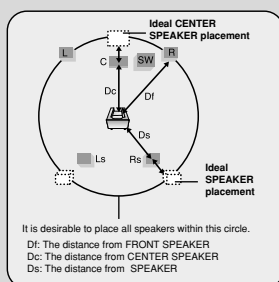 Ideal CENTER
SPEAKER placement
L
C
SW
R
Dc
Df
Ds
Ls
Rs
Ideal
SPEAKER
placement
It is desirable to place all speakers within this circle.
Df: The distance from FRONT SPEAKER
Dc: The distance from CENTER SPEAKER
Ds: The distance from SPEAKER